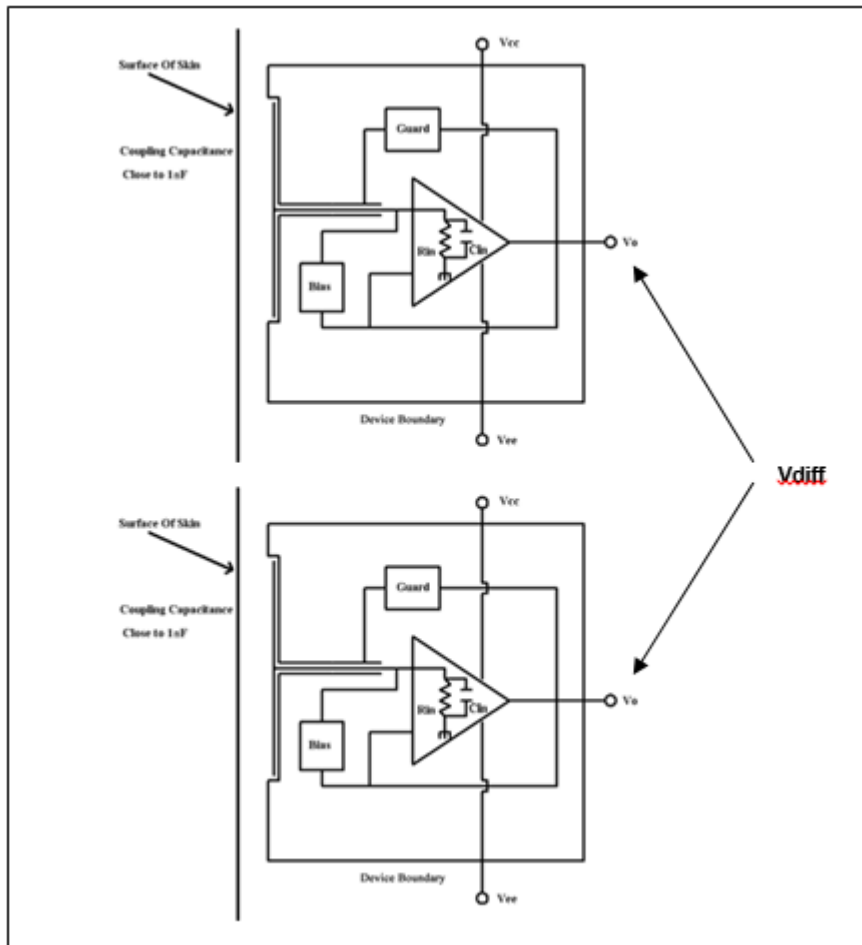 Vcc
Surface Of Skin
Guard
Coupling Capacitance
Close to 1nF
Rin
Cin
Vo
Bias
Device Boundary
Vee
Vdiff
Vcc
Surface Of Skin
Guard
Coupling Capacitance
Close to 1nF
Rin
Cin
Vo
Bias
Device Boundary
Vee